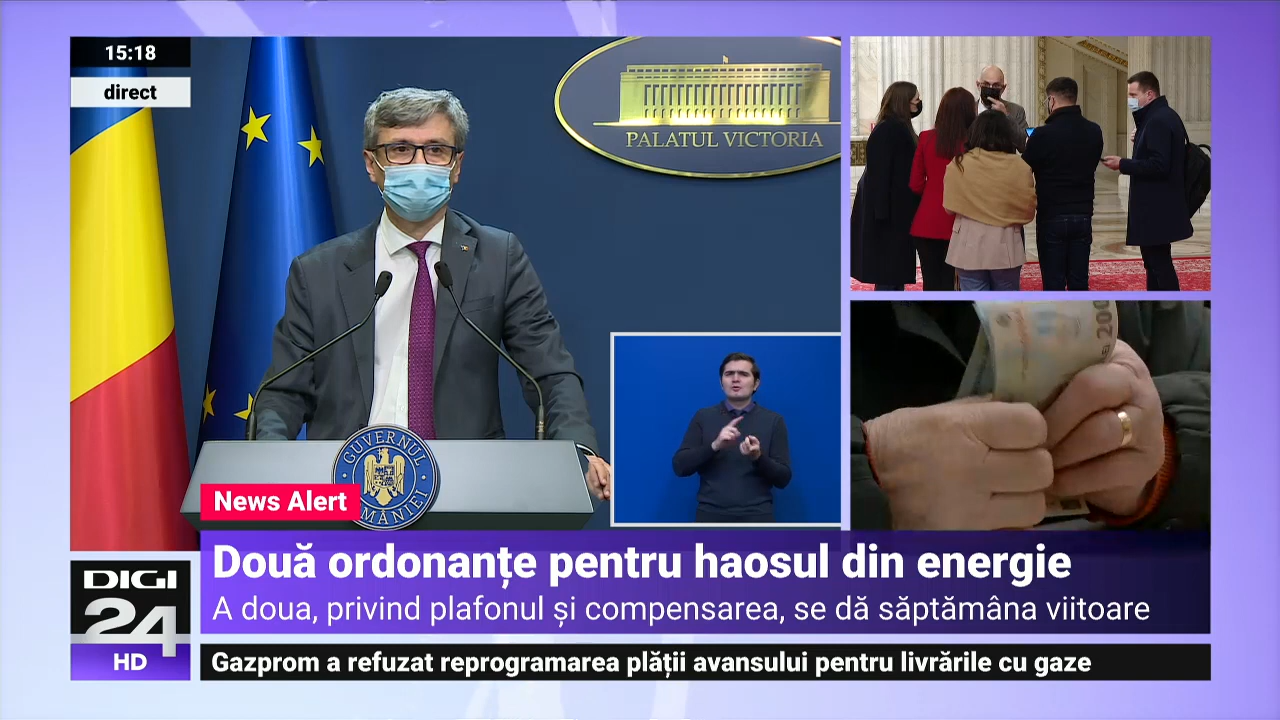 15:18
direct
PALATUL VICTORIA
200
GUVERNUL
ROMÂNIEI
News Alert
Două ordonanțe pentru haosul din energie
A doua, privind plafonul și compensarea, se dă săptămâna viitoare
DIGI
24
HD
Gazprom a refuzat reprogramarea plății avansului pentru livrările cu gaze